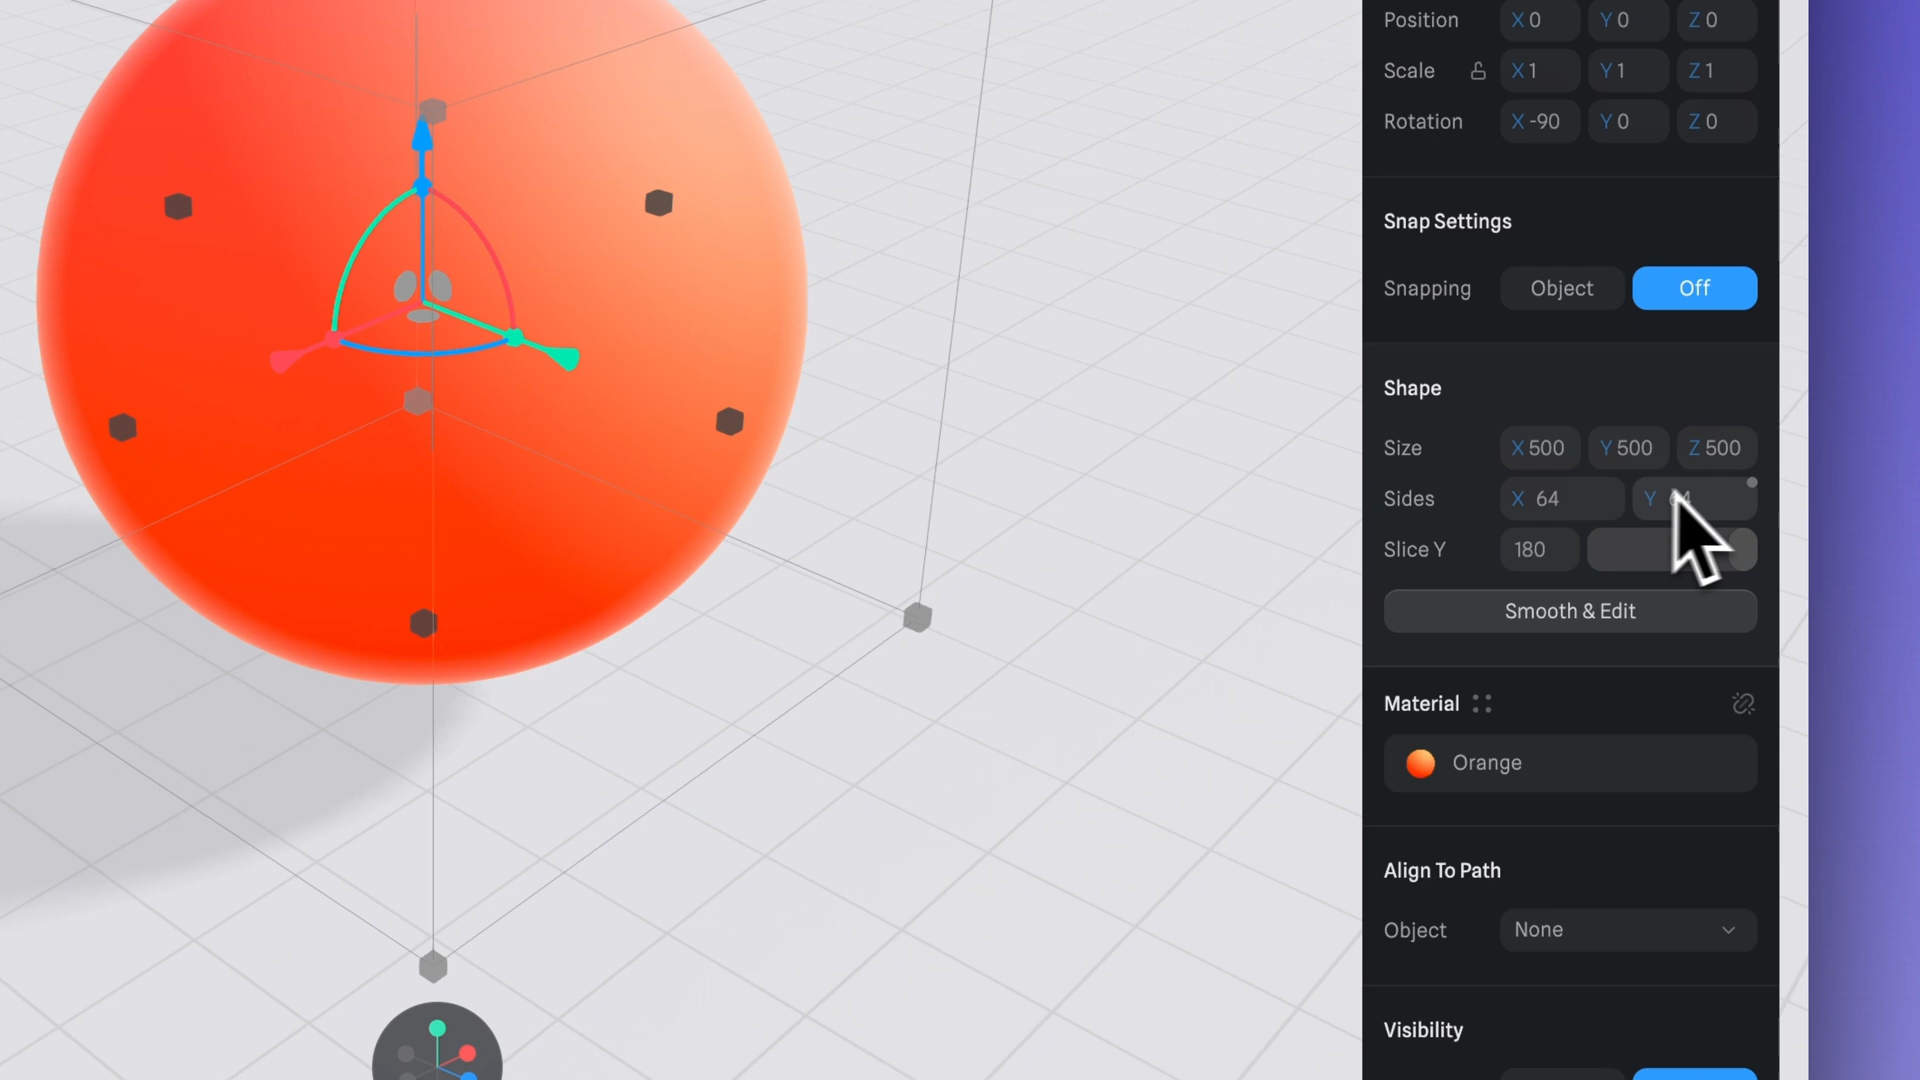 Position X 0 Y 0 Z 0
Scale X 1 Y 1 Z 1
Rotation X -90 Y 0 Z 0
Snap Settings
Snapping Object Off
Shape
Size X 500 Y 500 Z 500
Sides X 64 Y
Slice Y 180
Smooth & Edit
Material
Orange
Align To Path
Object None
Visibility